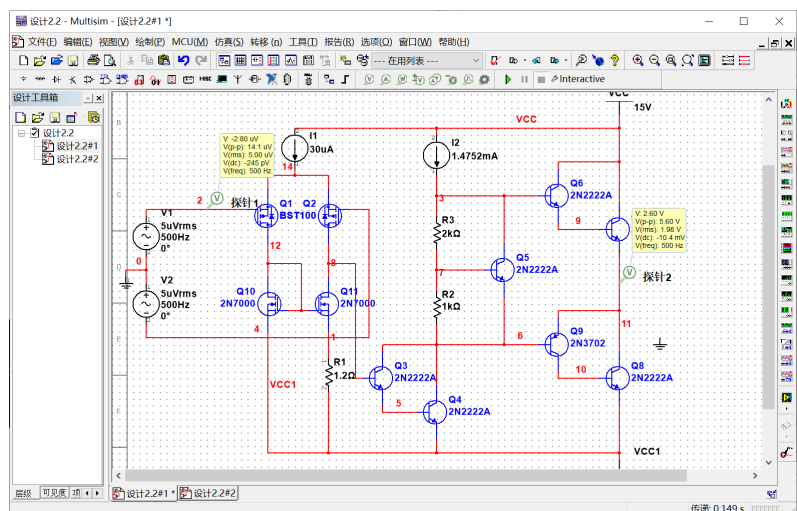 设计2.2 - Multisim - [设计2.2#1 *]
文件(F) 编辑(E) 视图(V) 绘制(P) MCU(M) 仿真(S) 转移(n) 工具(T) 报告(R) 选项(O) 窗口(W) 帮助(H)
--- 在用列表 ---
Interactive
设计工具箱
设计2.2
设计2.2#1
设计2.2#2
VCC
15V
VCC
I1
30uA
I2
1.4752mA
V: -2.80 uV
V(p-p): 14.1 uV
V(rms): 5.00 uV
V(dc): -245 pV
V(freq): 500 Hz
14
2
探针1
Q1
BST100
Q2
V1
5uVrms
500Hz
0°
0
V2
5uVrms
500Hz
0°
12
8
Q10
2N7000
Q11
2N7000
4
1
R1
1.2Ω
VCC1
3
R3
2kΩ
7
R2
1kΩ
Q5
2N2222A
6
Q3
2N2222A
5
Q4
2N2222A
Q6
2N2222A
9
V: 2.60 V
V(p-p): 5.60 V
V(rms): 1.98 V
V(dc): -10.4 mV
V(freq): 500 Hz
探针2
11
Q9
2N3702
10
Q8
2N2222A
VCC1
层级 可见度 项
设计2.2#1 * 设计2.2#2
传递: 0.149 s